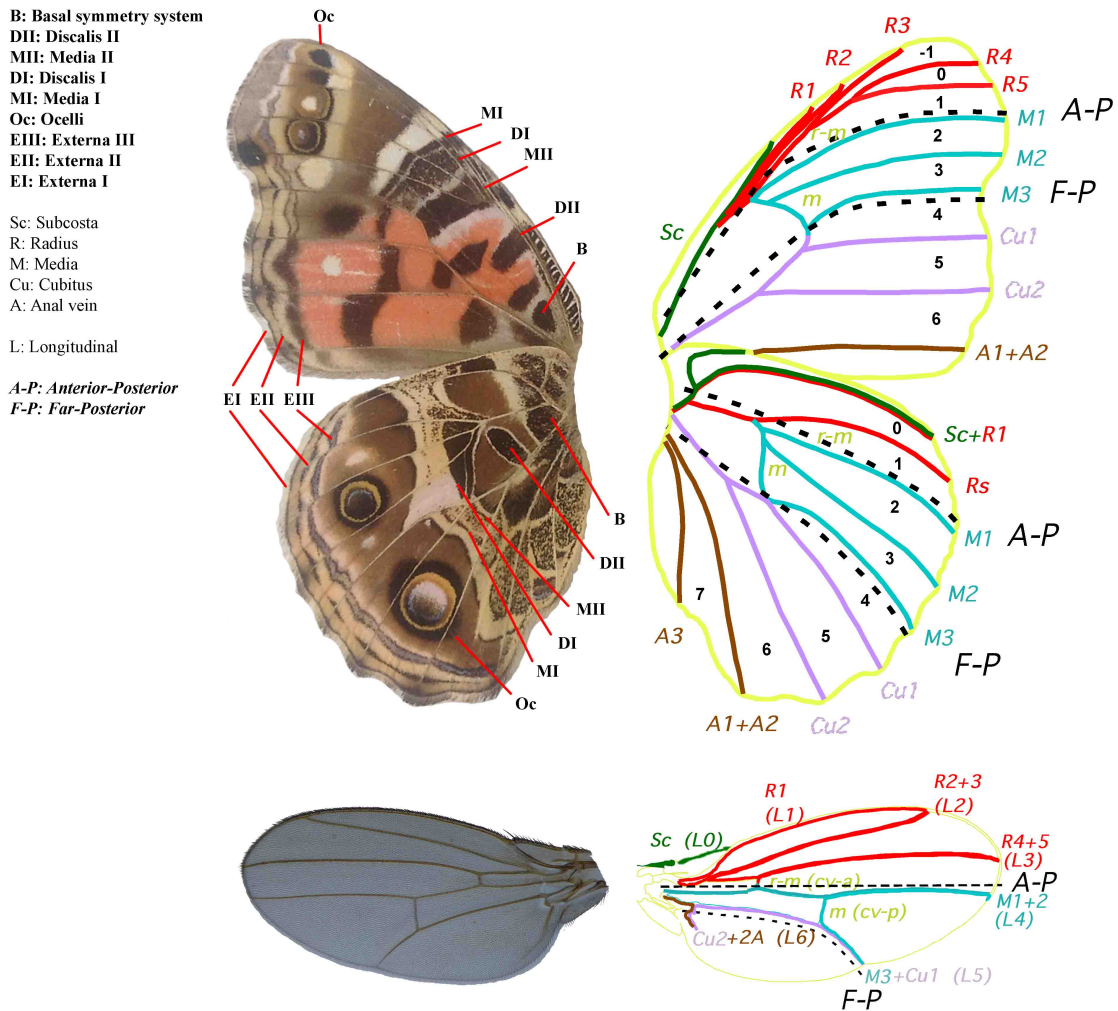 B: Basal symmetry system
DII: Discalis II
MII: Media II
DI: Discalis I
MI: Media I
Oc: Ocelli
EIII: Externa III
EII: Externa II
EI: Externa I
Sc: Subcosta
R: Radius
M: Media
Cu: Cubitus
A: Anal vein
L: Longitudinal
A-P: Anterior-Posterior
F-P: Far-Posterior
Oc
MI
DI
MII
DII
B
EI EII EIII
B
DII
MII
DI
MI
Oc
R3
R2
R1
-1
R4
0
R5
1
M1
A-P
r-m
2
M2
3
m
M3
F-P
4
Sc
Cu1
5
Cu2
6
A1+A2
0
Sc+R1
r-m
1
m
Rs
2
M1
A-P
3
M2
4
7
A3
M3
6
5
F-P
Cu1
A1+A2
Cu2
R1
(L1)
R2+3
(L2)
Sc (L0)
R4+5
(L3)
r-m (cv-a)
A-P
M1+2
(L4)
m (cv-p)
Cu2+2A (L6)
M3+Cu1 (L5)
F-P